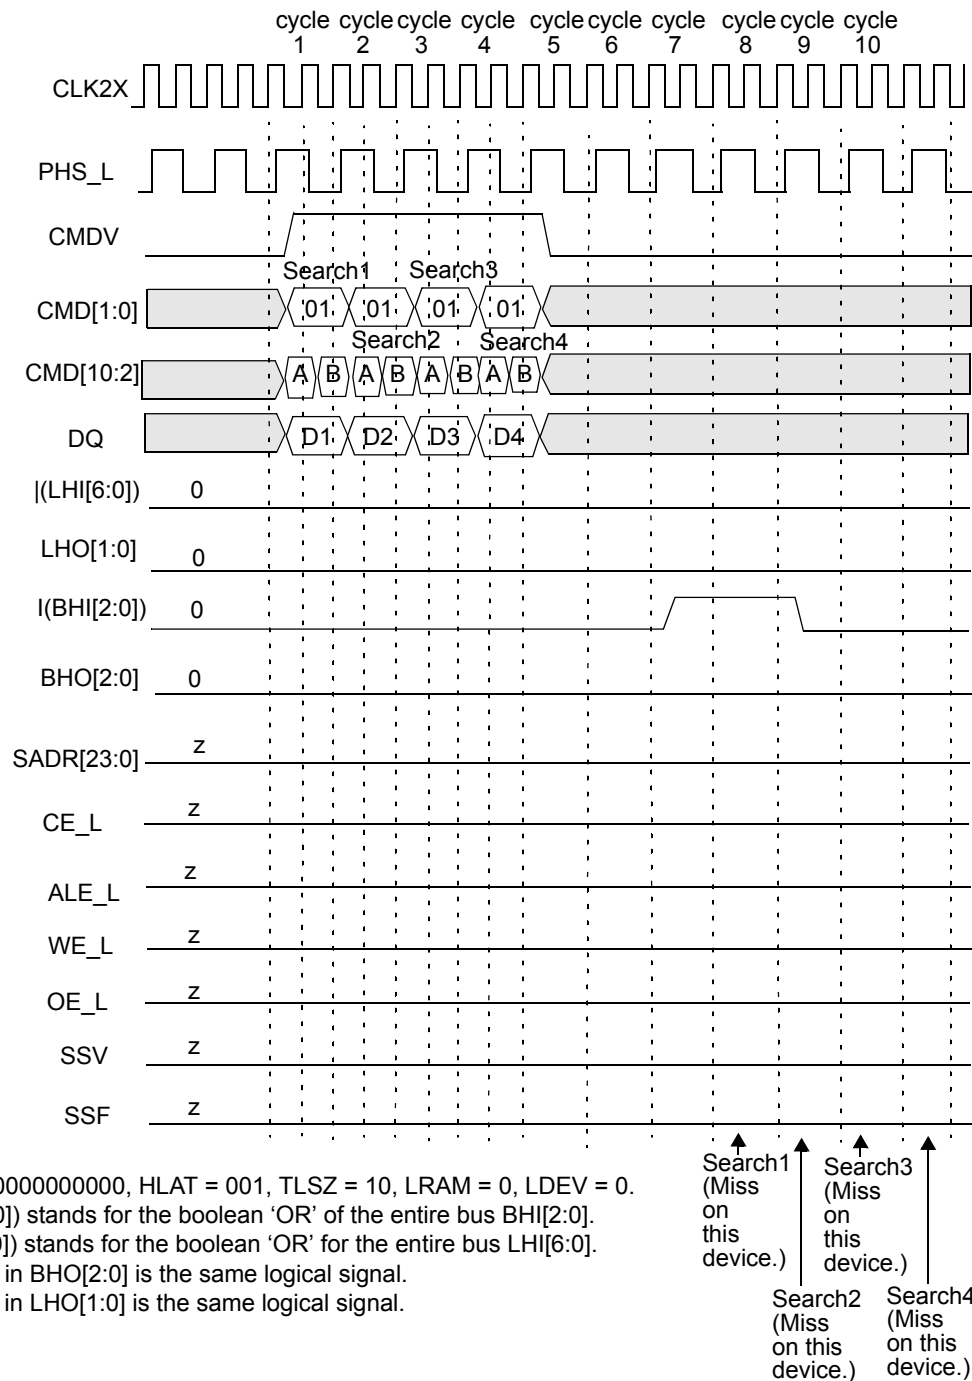 cycle cycle cycle cycle cycle cycle cycle cycle cycle cycle
1 2 3 4 5 6 7 8 9 10
CLK2X
PHS_L
CMDV
Search1 Search3
CMD[1:0] 01 01 01 01
Search2 Search4
CMD[10:2] A B A B A B A B
DQ D1 D2 D3 D4
|(LHI[6:0]) 0
LHO[1:0] 0
I(BHI[2:0]) 0
BHO[2:0] 0
SADR[23:0] z
CE_L z
ALE_L z
WE_L z
OE_L z
SSV z
SSF z
0000000000, HLAT = 001, TLSZ = 10, LRAM = 0, LDEV = 0.
0]) stands for the boolean ‘OR’ of the entire bus BHI[2:0].
0]) stands for the boolean ‘OR’ for the entire bus LHI[6:0].
in BHO[2:0] is the same logical signal.
in LHO[1:0] is the same logical signal.
Search1
(Miss
on
this
device.)
Search3
(Miss
on
this
device.)
Search2
(Miss
on this
device.)
Search4
(Miss
on this
device.)